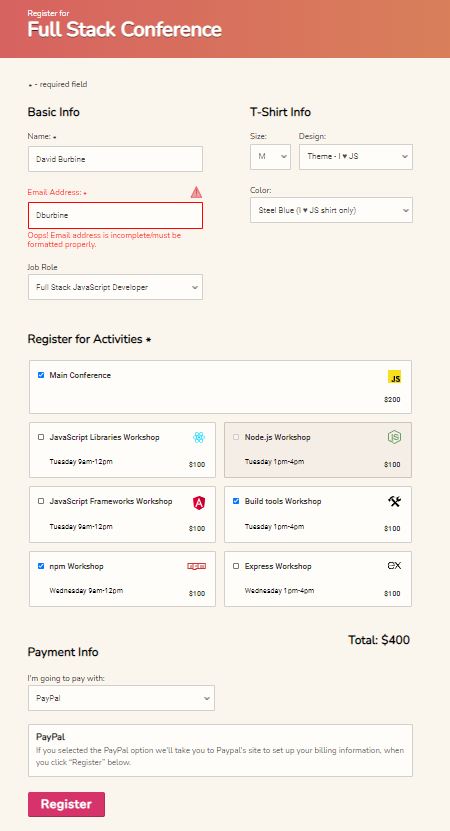 Register for
Full Stack Conference
* - required field
Basic Info
Name: *
David Burbine
Email Address: *
Dburbine
Oops! Email address is incomplete/must be
formatted properly.
Job Role
Full Stack JavaScript Developer
T-Shirt Info
Size:
Design:
M
Theme - I ♥ JS
Color:
Steel Blue (I ♥ JS shirt only)
Register for Activities *
Main Conference
JS
$200
JavaScript Libraries Workshop
Tuesday 9am-12pm
$100
Node.js Workshop
JS
Tuesday 1pm-4pm
$100
JavaScript Frameworks Workshop
A
Tuesday 9am-12pm
$100
Build tools Workshop
Tuesday 1pm-4pm
$100
npm Workshop
npm
Wednesday 9am-12pm
$100
Express Workshop
ex
Wednesday 1pm-4pm
$100
Total: $400
Payment Info
I'm going to pay with:
PayPal
PayPal
If you selected the PayPal option we'll take you to Paypal's site to set up your billing information, when
you click "Register" below.
Register